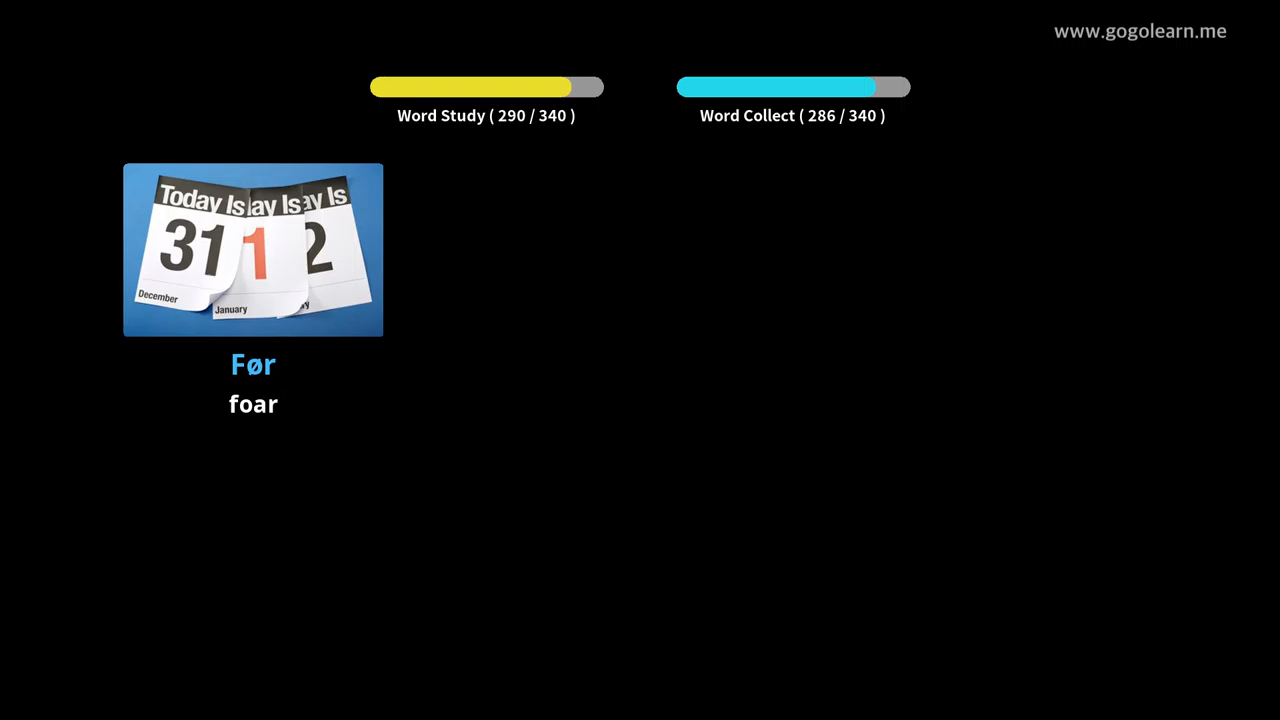 www.gogolearn.me
Word Study ( 290 / 340 )
Word Collect ( 286 / 340 )
Today Is
ay Is
ay Is
31
1
2
December
January
ry
Før
foar